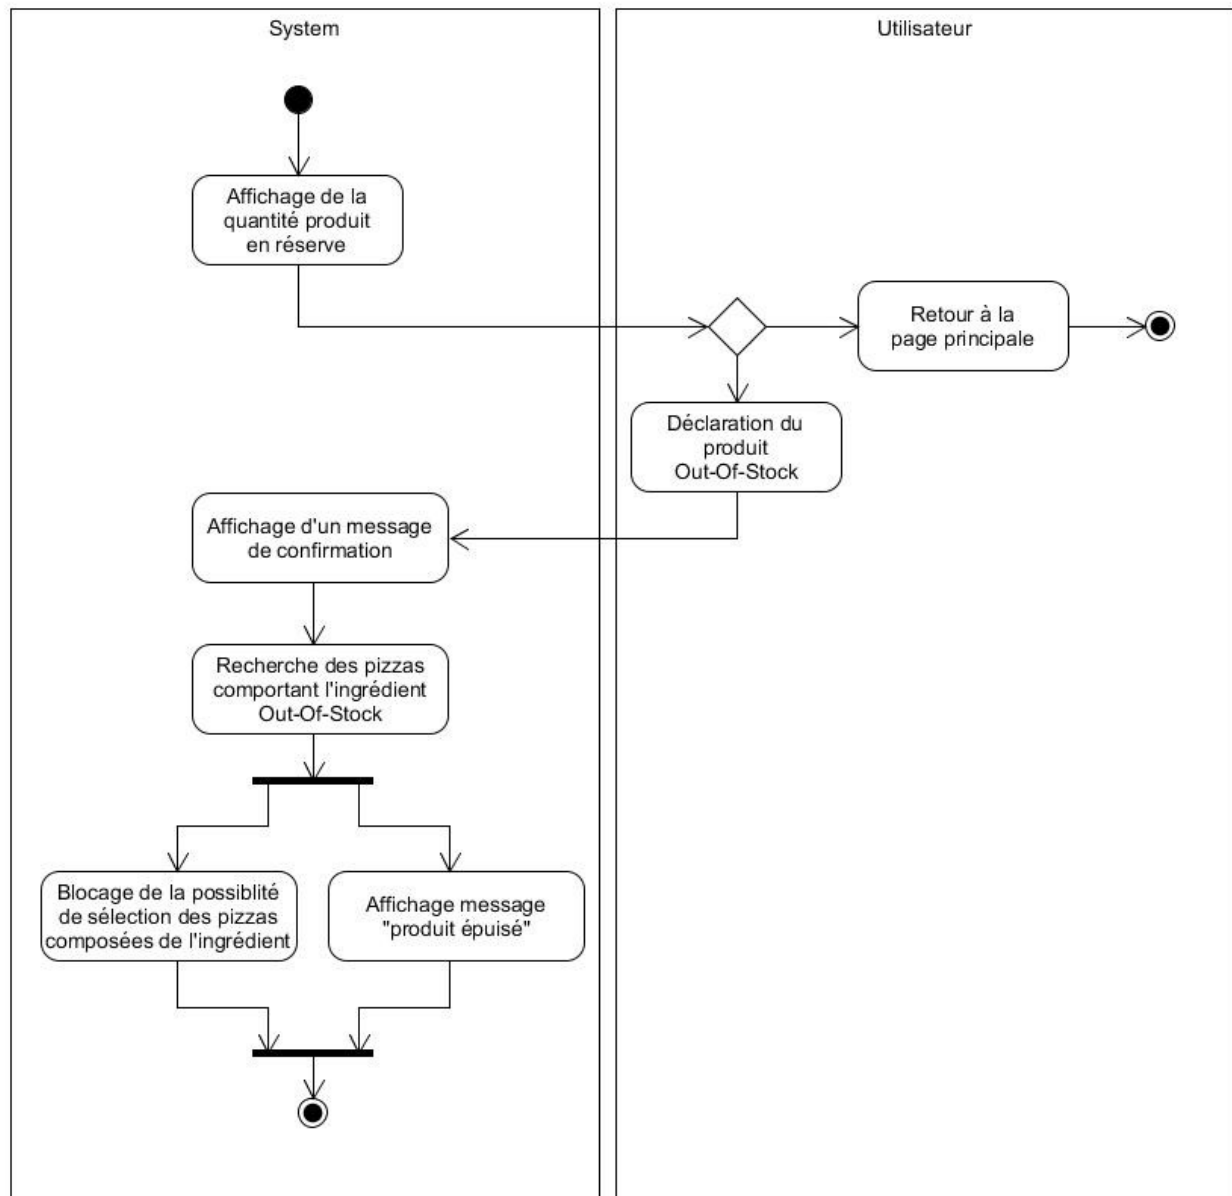 System
Utilisateur
Affichage de la
quantité produit
en réserve
Retour à la
page principale
Déclaration du
produit
Out-Of-Stock
Affichage d'un message
de confirmation
Recherche des pizzas
comportant l'ingrédient
Out-Of-Stock
Blocage de la possiblité
de sélection des pizzas
composées de l'ingrédient
Affichage message
"produit épuisé"